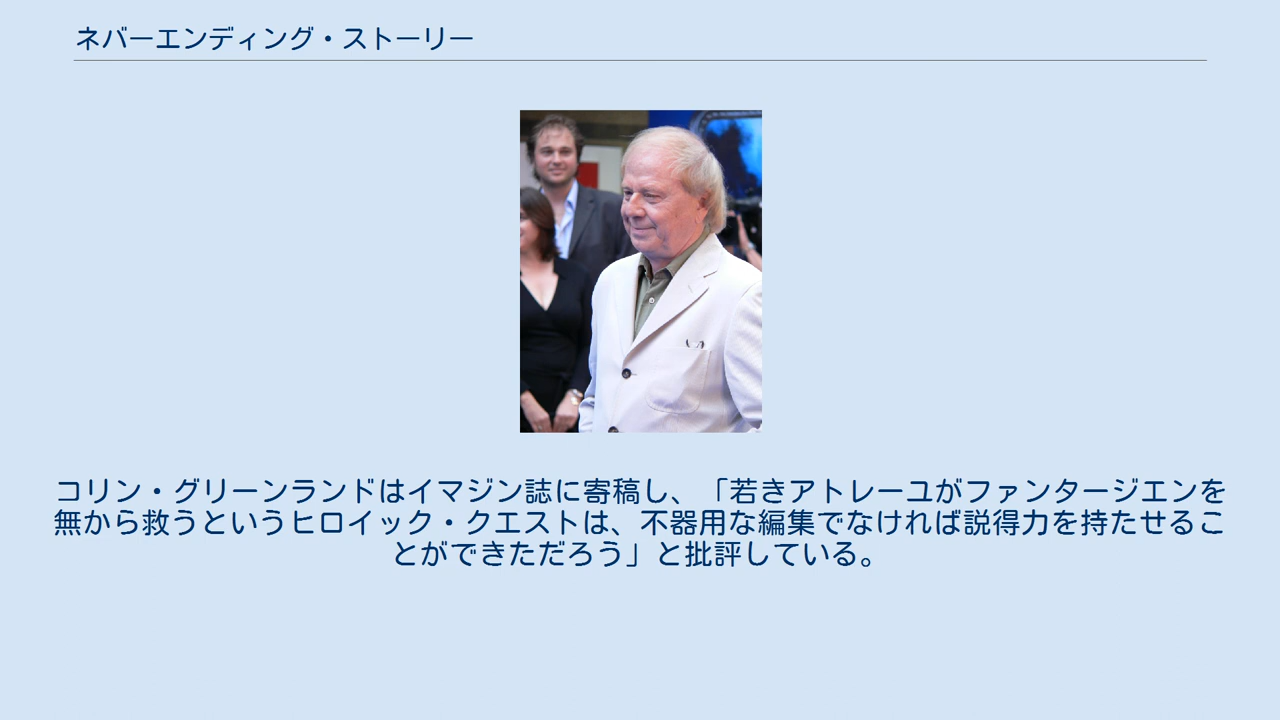 ネバーエンディング・ストーリー
コリン・グリーンランドはイマジン誌に寄稿し、「若きアトレーユがファンタージエンを
無から救うというヒロイック・クエストは、不器用な編集でなければ説得力を持たせるこ
とができただろう」と批評している。